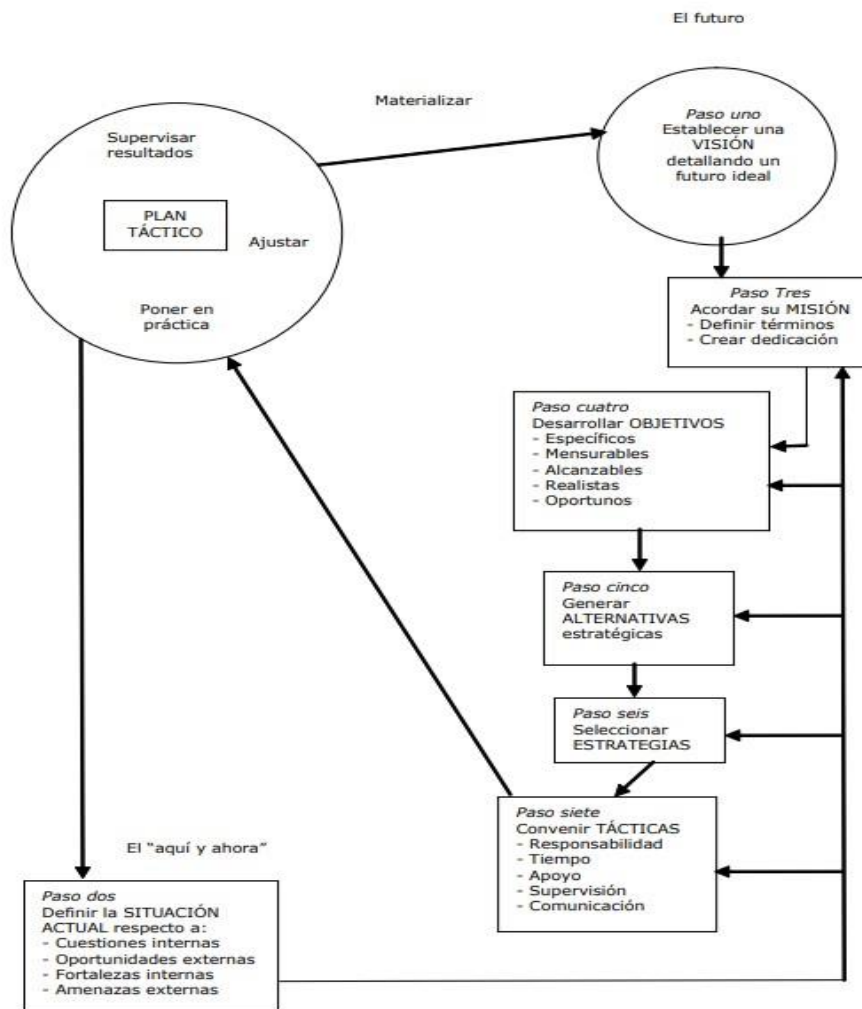 El futuro
Materializar
Paso uno
Establecer una
VISIÓN
detallando un
futuro ideal
Supervisar
resultados
PLAN
TÁCTICO
Ajustar
Poner en
práctica
Paso Tres
Acordar su MISIÓN
- Definir términos
- Crear dedicación
Paso cuatro
Desarrollar OBJETIVOS
- Específicos
- Mensurables
- Alcanzables
- Realistas
- Oportunos
Paso cinco
Generar
ALTERNATIVAS
estratégicas
Paso seis
Seleccionar
ESTRATEGIAS
Paso siete
Convenir TÁCTICAS
- Responsabilidad
- Tiempo
- Apoyo
- Supervisión
- Comunicación
El “aquí y ahora”
Paso dos
Definir la SITUACIÓN
ACTUAL respecto a:
- Cuestiones internas
- Oportunidades externas
- Fortalezas internas
- Amenazas externas